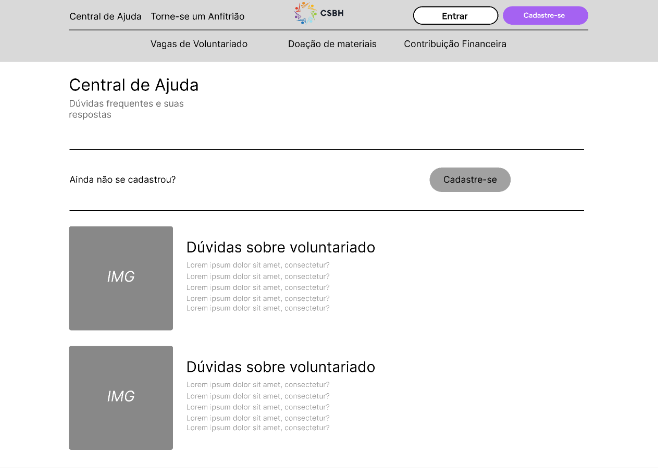 Central de Ajuda
Torne-se um Anfitrião
CSBH
Entrar
Cadastre-se
Vagas de Voluntariado
Doação de materiais
Contribuição Financeira
Central de Ajuda
Dúvidas frequentes e suas
respostas
Ainda não se cadastrou?
Cadastre-se
IMG
Dúvidas sobre voluntariado
Lorem ipsum dolor sit amet, consectetur?
Lorem ipsum dolor sit amet, consectetur?
Lorem ipsum dolor sit amet, consectetur?
Lorem ipsum dolor sit amet, consectetur?
Lorem ipsum dolor sit amet, consectetur?
IMG
Dúvidas sobre voluntariado
Lorem ipsum dolor sit amet, consectetur?
Lorem ipsum dolor sit amet, consectetur?
Lorem ipsum dolor sit amet, consectetur?
Lorem ipsum dolor sit amet, consectetur?
Lorem ipsum dolor sit amet, consectetur?